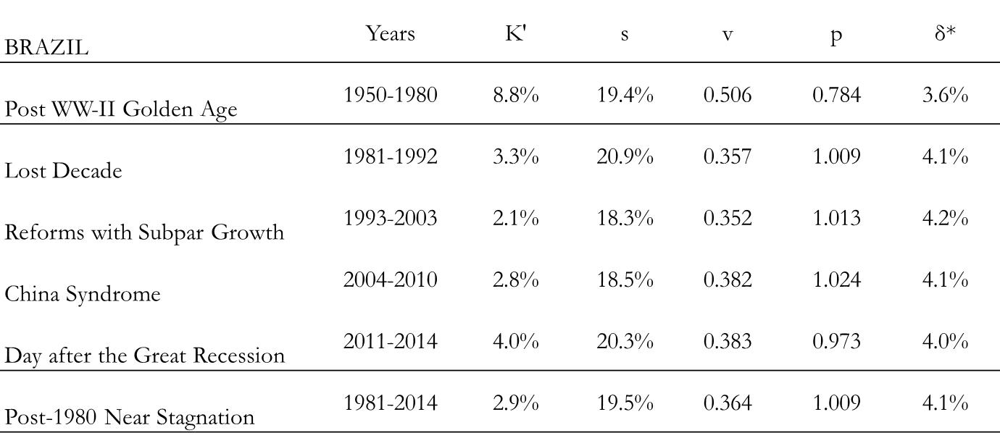 BRAZIL Years K' s v p δ*
Post WW-II Golden Age 1950-1980 8.8% 19.4% 0.506 0.784 3.6%
Lost Decade 1981-1992 3.3% 20.9% 0.357 1.009 4.1%
Reforms with Subpar Growth 1993-2003 2.1% 18.3% 0.352 1.013 4.2%
China Syndrome 2004-2010 2.8% 18.5% 0.382 1.024 4.1%
Day after the Great Recession 2011-2014 4.0% 20.3% 0.383 0.973 4.0%
Post-1980 Near Stagnation 1981-2014 2.9% 19.5% 0.364 1.009 4.1%